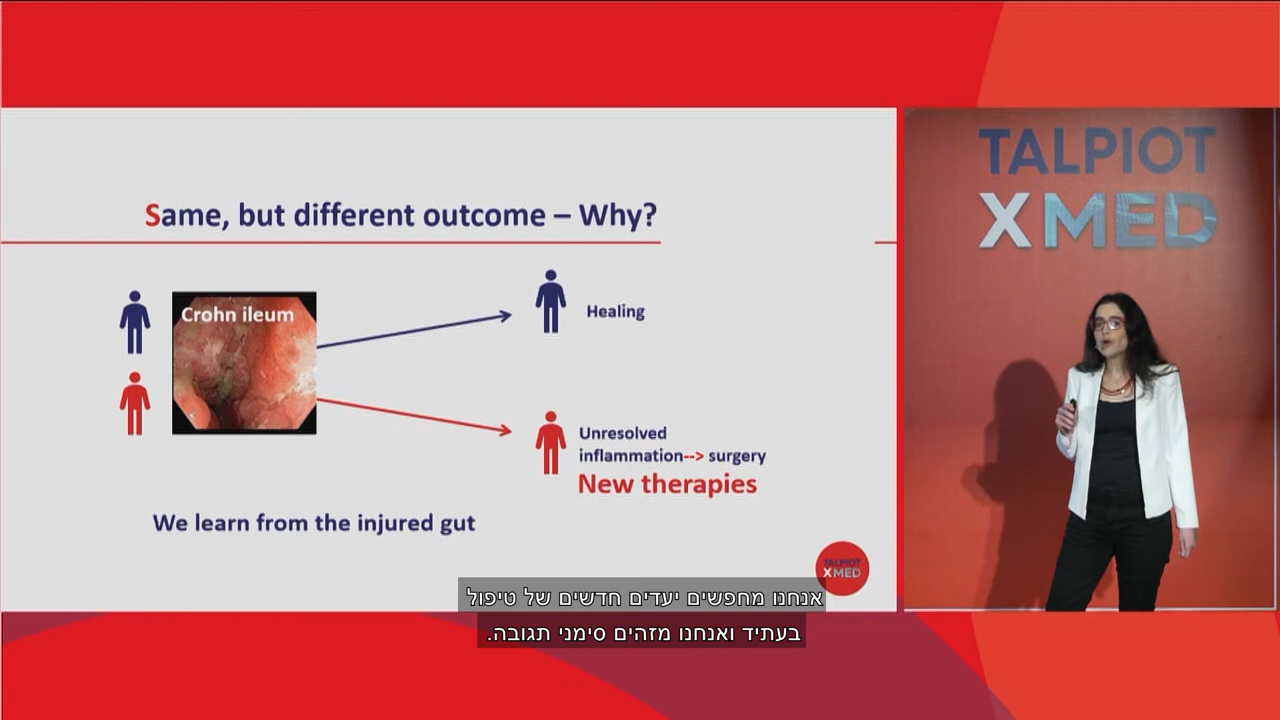 Same, but different outcome – Why?
Crohn ileum
Healing
Unresolved
inflammation--> surgery
New therapies
We learn from the injured gut
TALPIOT
X MED
TALPIOT
XMED
אנחנו מחפשים יעדים חדשים של טיפול
בעתיד ואנחנו מזהים סימני תגובה.